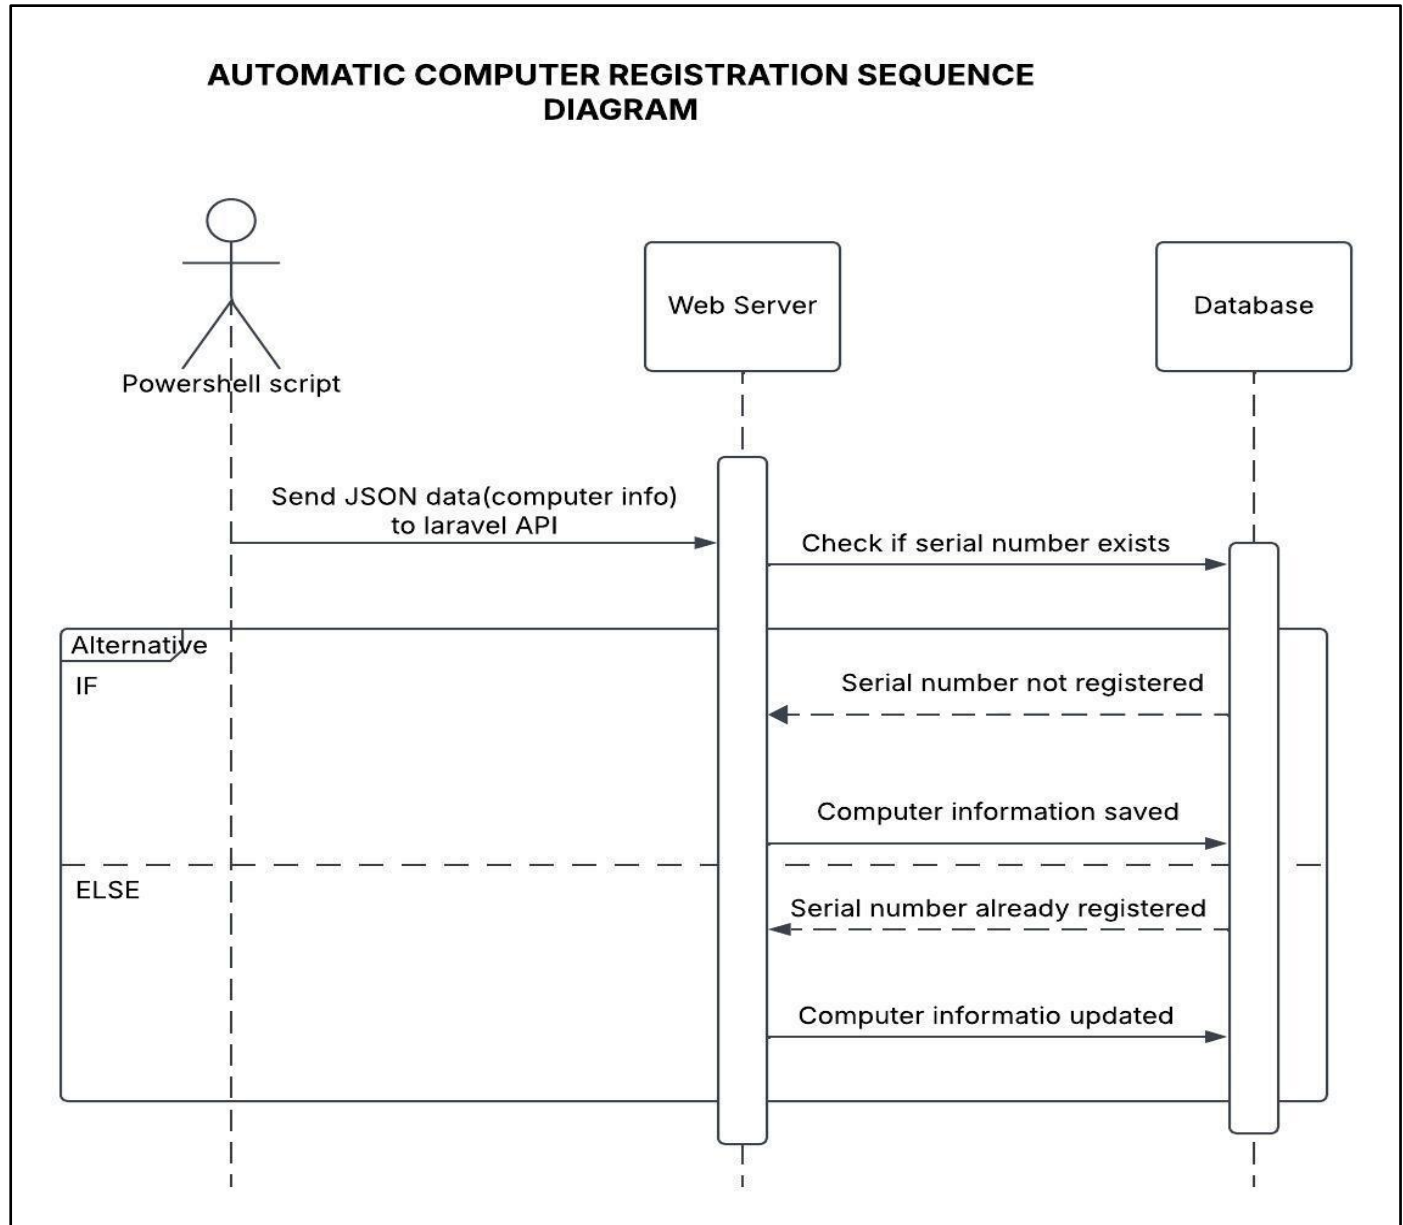 AUTOMATIC COMPUTER REGISTRATION SEQUENCE
DIAGRAM
Web Server
Database
Powershell script
Send JSON data(computer info)
to laravel API
Check if serial number exists
Alternative
IF
Serial number not registered
Computer information saved
ELSE
Serial number already registered
Computer informatio updated